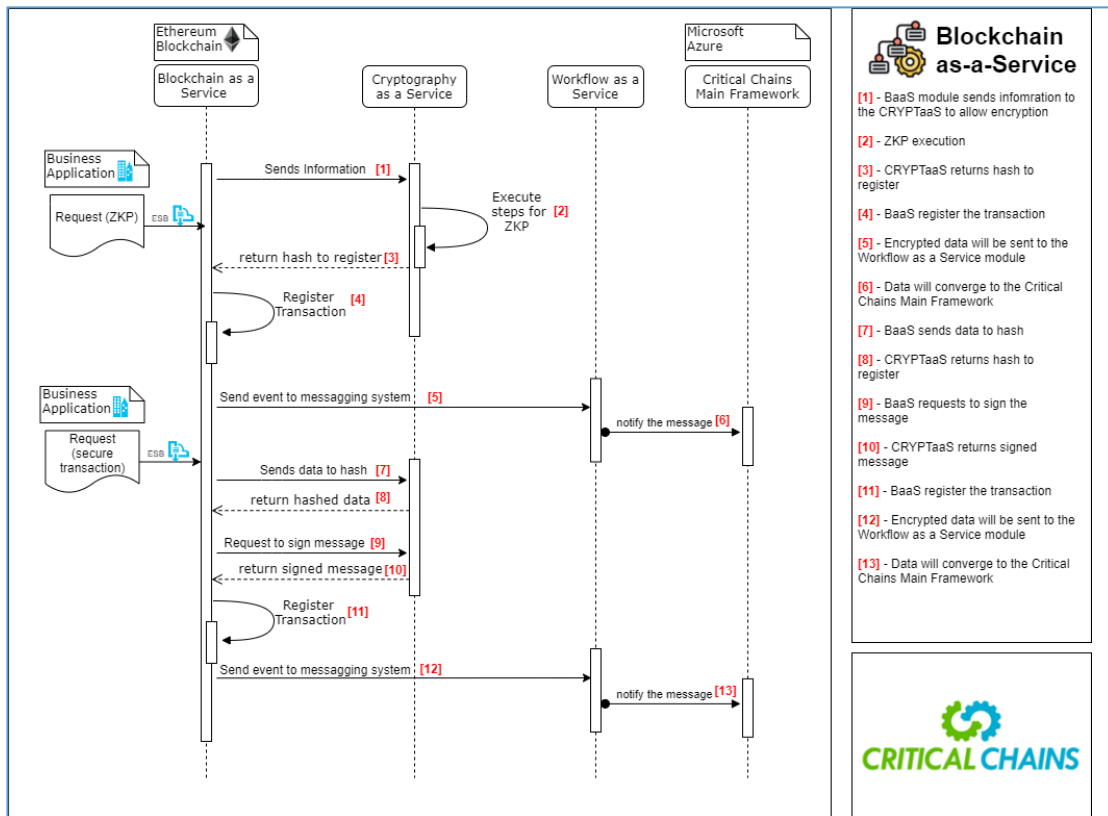 Ethereum
Blockchain
Microsoft
Azure
Blockchain as a
Service
Cryptography
as a Service
Workflow as a
Service
Critical Chains
Main Framework
Business
Application
Request (ZKP)
ESB
Sends Information [1]
Execute
steps for [2]
ZKP
return hash to register [3]
Register [4]
Transaction
Business
Application
Send event to messagging system [5]
notify the message [6]
Request
(secure
transaction)
ESB
Sends data to hash [7]
return hashed data [8]
Request to sign message [9]
return signed message [10]
Register
Transaction [11]
Send event to messagging system [12]
notify the message [13]
Blockchain
as-a-Service
[1] - BaaS module sends infomration to
the CRYPTaaS to allow encryption
[2] - ZKP execution
[3] - CRYPTaaS returns hash to
register
[4] - BaaS register the transaction
[5] - Encrypted data will be sent to the
Workflow as a Service module
[6] - Data will converge to the Critical
Chains Main Framework
[7] - BaaS sends data to hash
[8] - CRYPTaaS returns hash to
register
[9] - BaaS requests to sign the
message
[10] - CRYPTaaS returns signed
message
[11] - BaaS register the transaction
[12] - Encrypted data will be sent to the
Workflow as a Service module
[13] - Data will converge to the Critical
Chains Main Framework
CRITICAL CHAINS